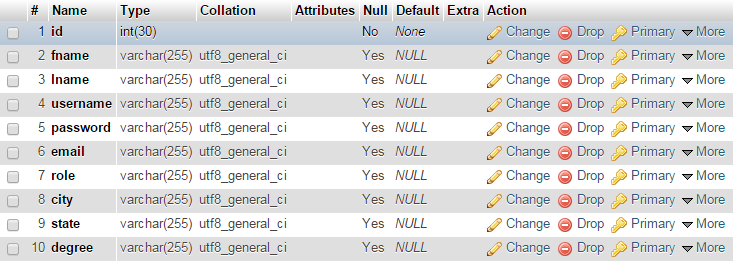 # Name Type Collation Attributes Null Default Extra Action
1 id int(30) No None Change Drop Primary More
2 fname varchar(255) utf8_general_ci Yes NULL Change Drop Primary More
3 lname varchar(255) utf8_general_ci Yes NULL Change Drop Primary More
4 username varchar(255) utf8_general_ci Yes NULL Change Drop Primary More
5 password varchar(255) utf8_general_ci Yes NULL Change Drop Primary More
6 email varchar(255) utf8_general_ci Yes NULL Change Drop Primary More
7 role varchar(255) utf8_general_ci Yes NULL Change Drop Primary More
8 city varchar(255) utf8_general_ci Yes NULL Change Drop Primary More
9 state varchar(255) utf8_general_ci Yes NULL Change Drop Primary More
10 degree varchar(255) utf8_general_ci Yes NULL Change Drop Primary More